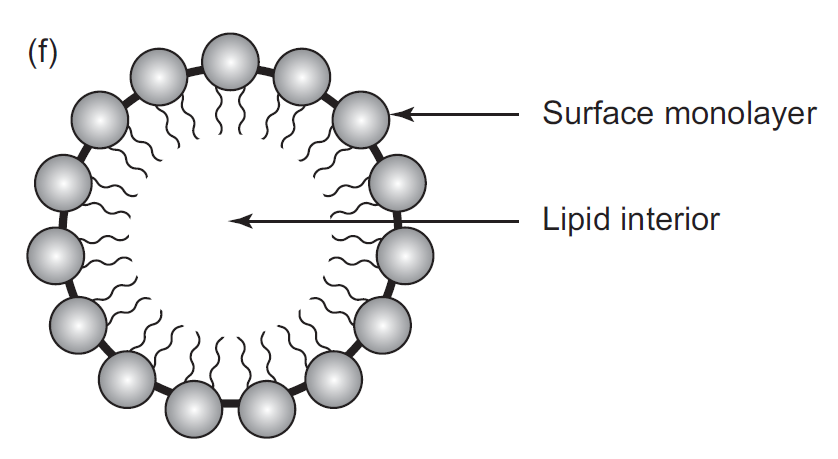 (f)
Surface monolayer
Lipid interior